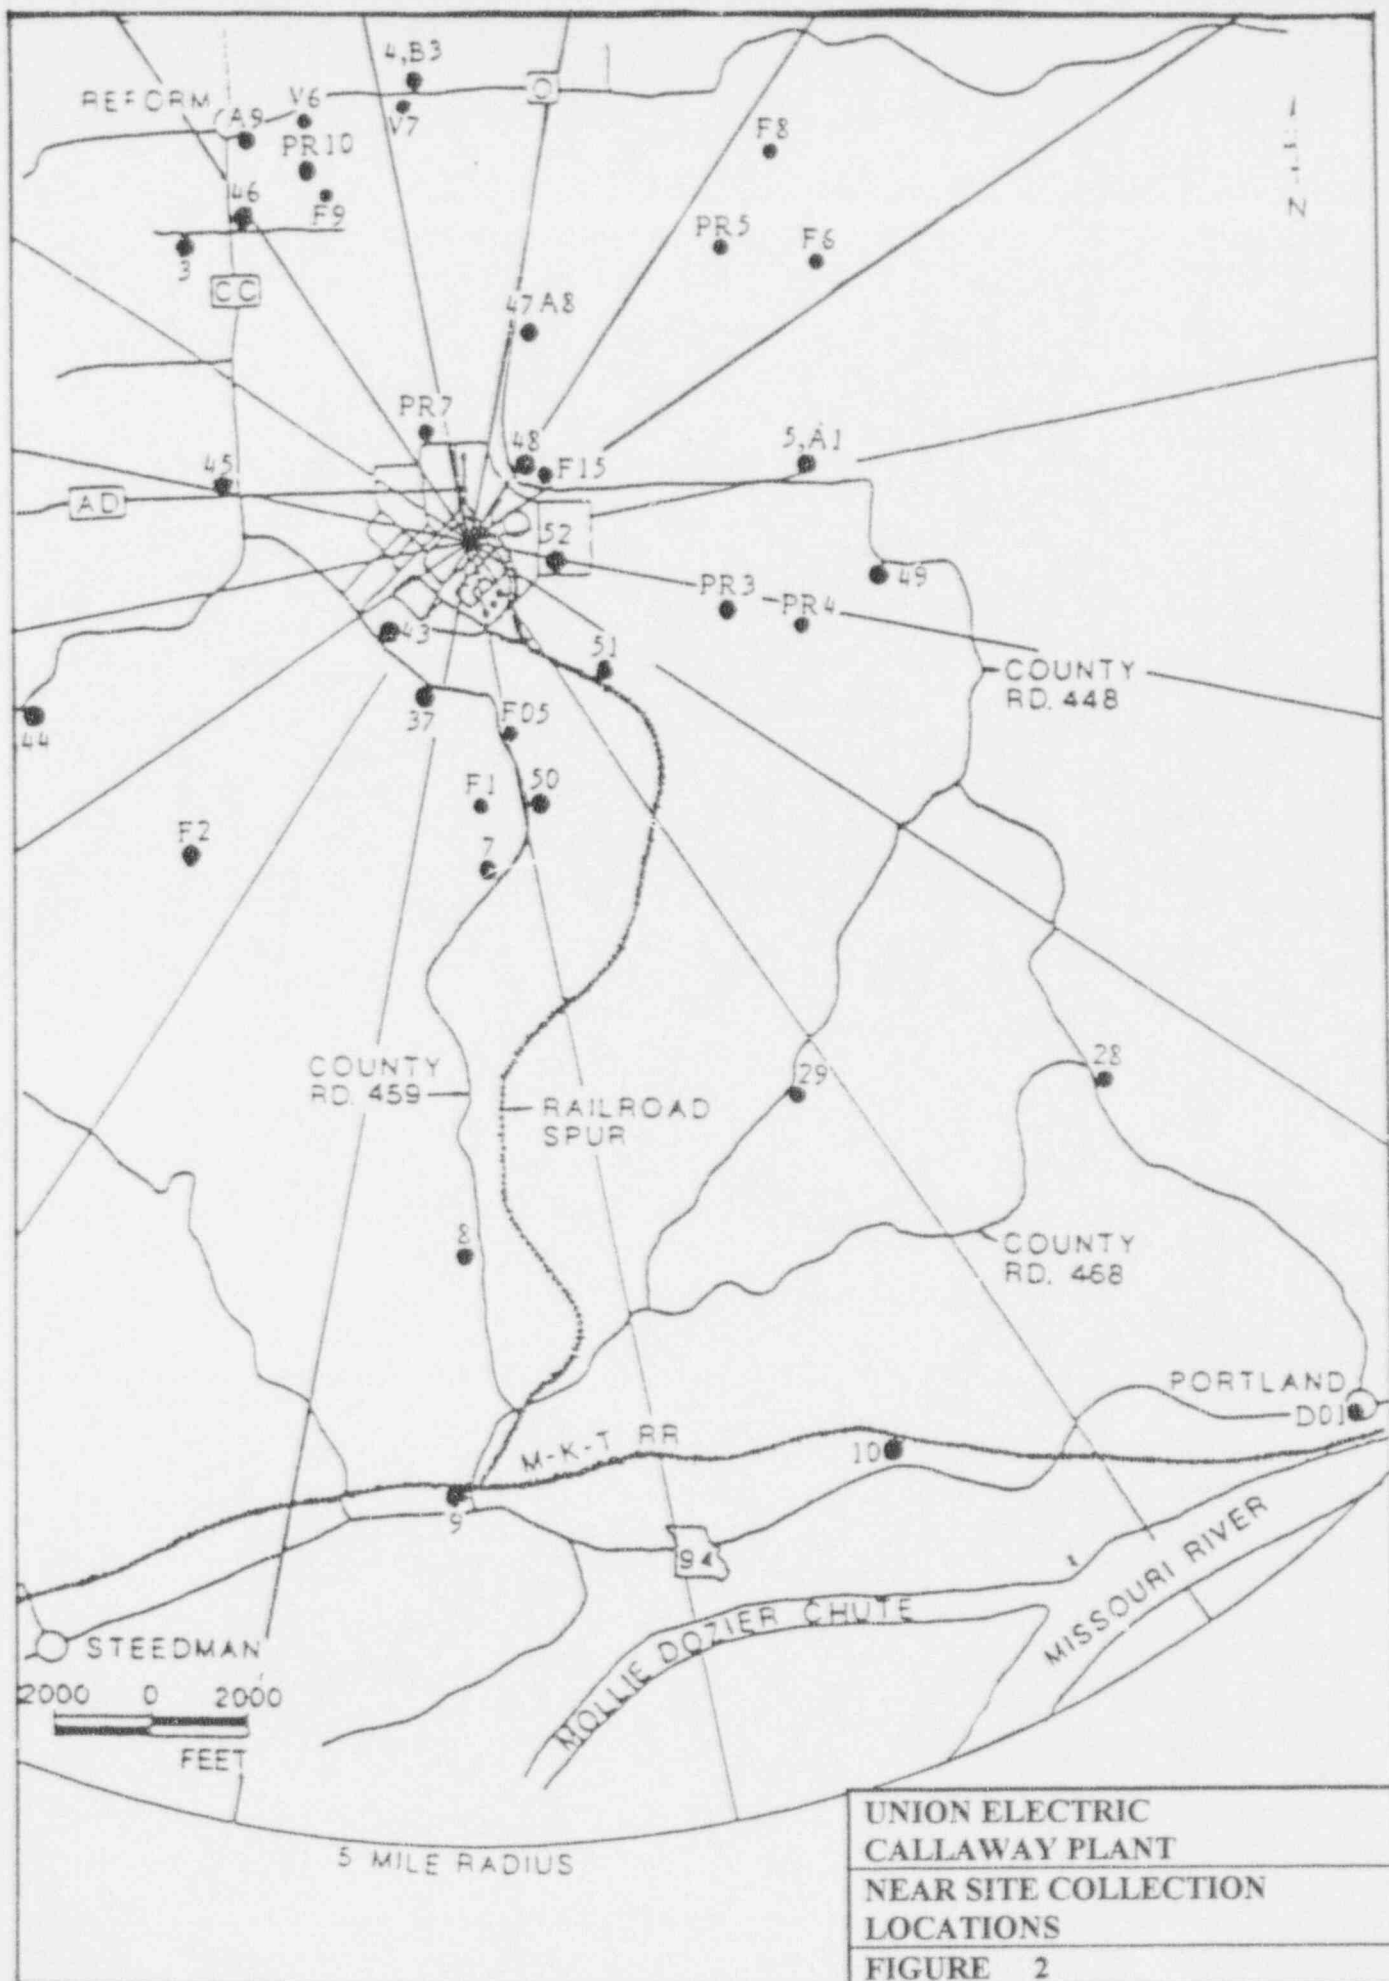 4,B3
O
REFORM
V6
A9
V7
PR10
F8
46
F9
N
PR5
F6
3
CC
47 A8
PR7
48
5,A1
45
F15
AD
52
49
PR3
PR4
43
51
COUNTY
RD. 448
37
F05
44
F1
50
F2
7
COUNTY
RD. 459
28
29
RAILROAD
SPUR
8
COUNTY
RD. 468
PORTLAND
D01
M-K-T RR
10
9
94
MISSOURI RIVER
MOLLIE DOZIER CHUTE
STEEDMAN
2000 0 2000
FEET
5 MILE RADIUS
UNION ELECTRIC
CALLAWAY PLANT
NEAR SITE COLLECTION
LOCATIONS
FIGURE 2